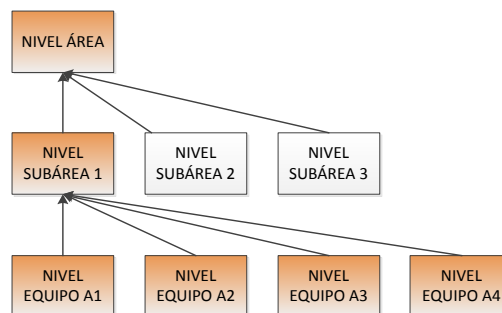 NIVEL ÁREA
NIVEL
SUBÁREA 1
NIVEL
SUBÁREA 2
NIVEL
SUBÁREA 3
NIVEL
EQUIPO A1
NIVEL
EQUIPO A2
NIVEL
EQUIPO A3
NIVEL
EQUIPO A4